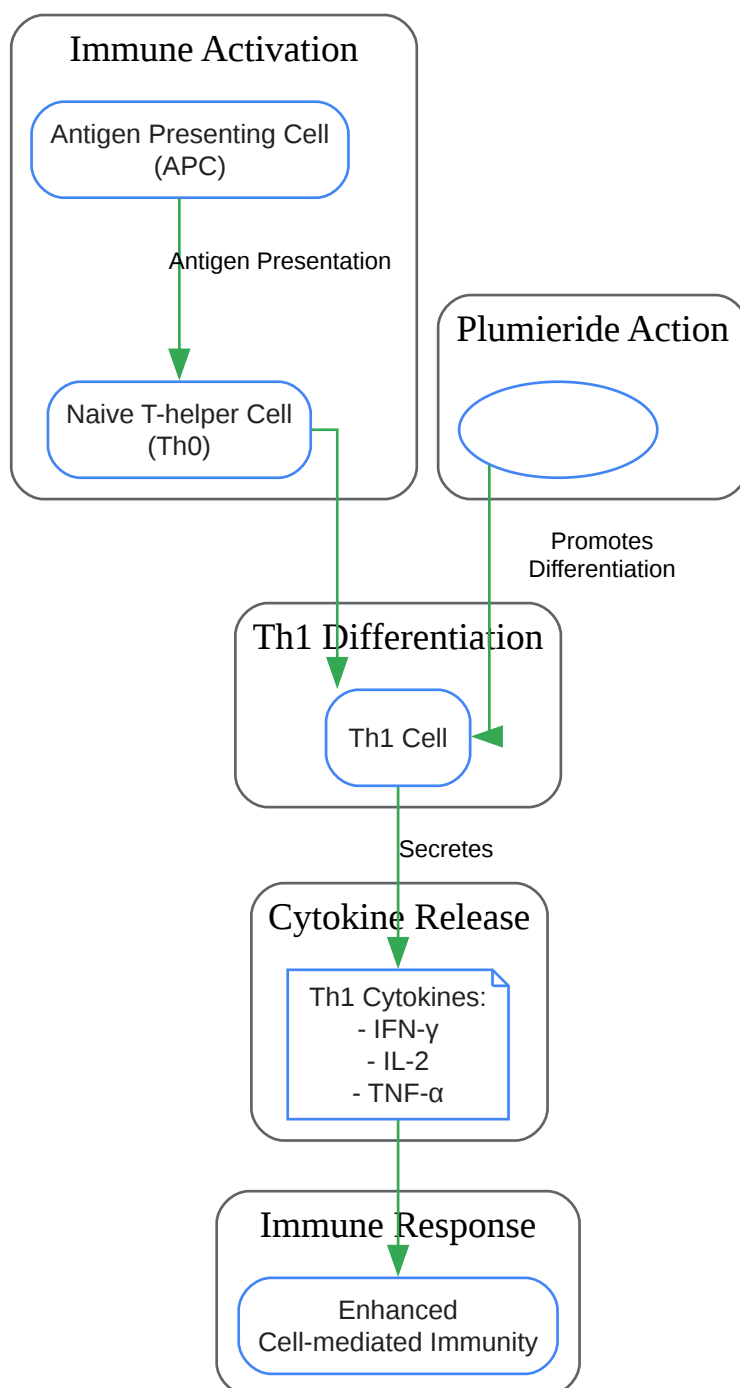 Immune Activation
Antigen Presenting Cell
(APC)
Antigen Presentation
Plumieride Action
Naive T-helper Cell
(Th0)
Promotes
Differentiation
Th1 Differentiation
Th1 Cell
Secretes
Cytokine Release
Th1 Cytokines:
- IFN-γ
- IL-2
- TNF-α
Immune Response
Enhanced
Cell-mediated Immunity